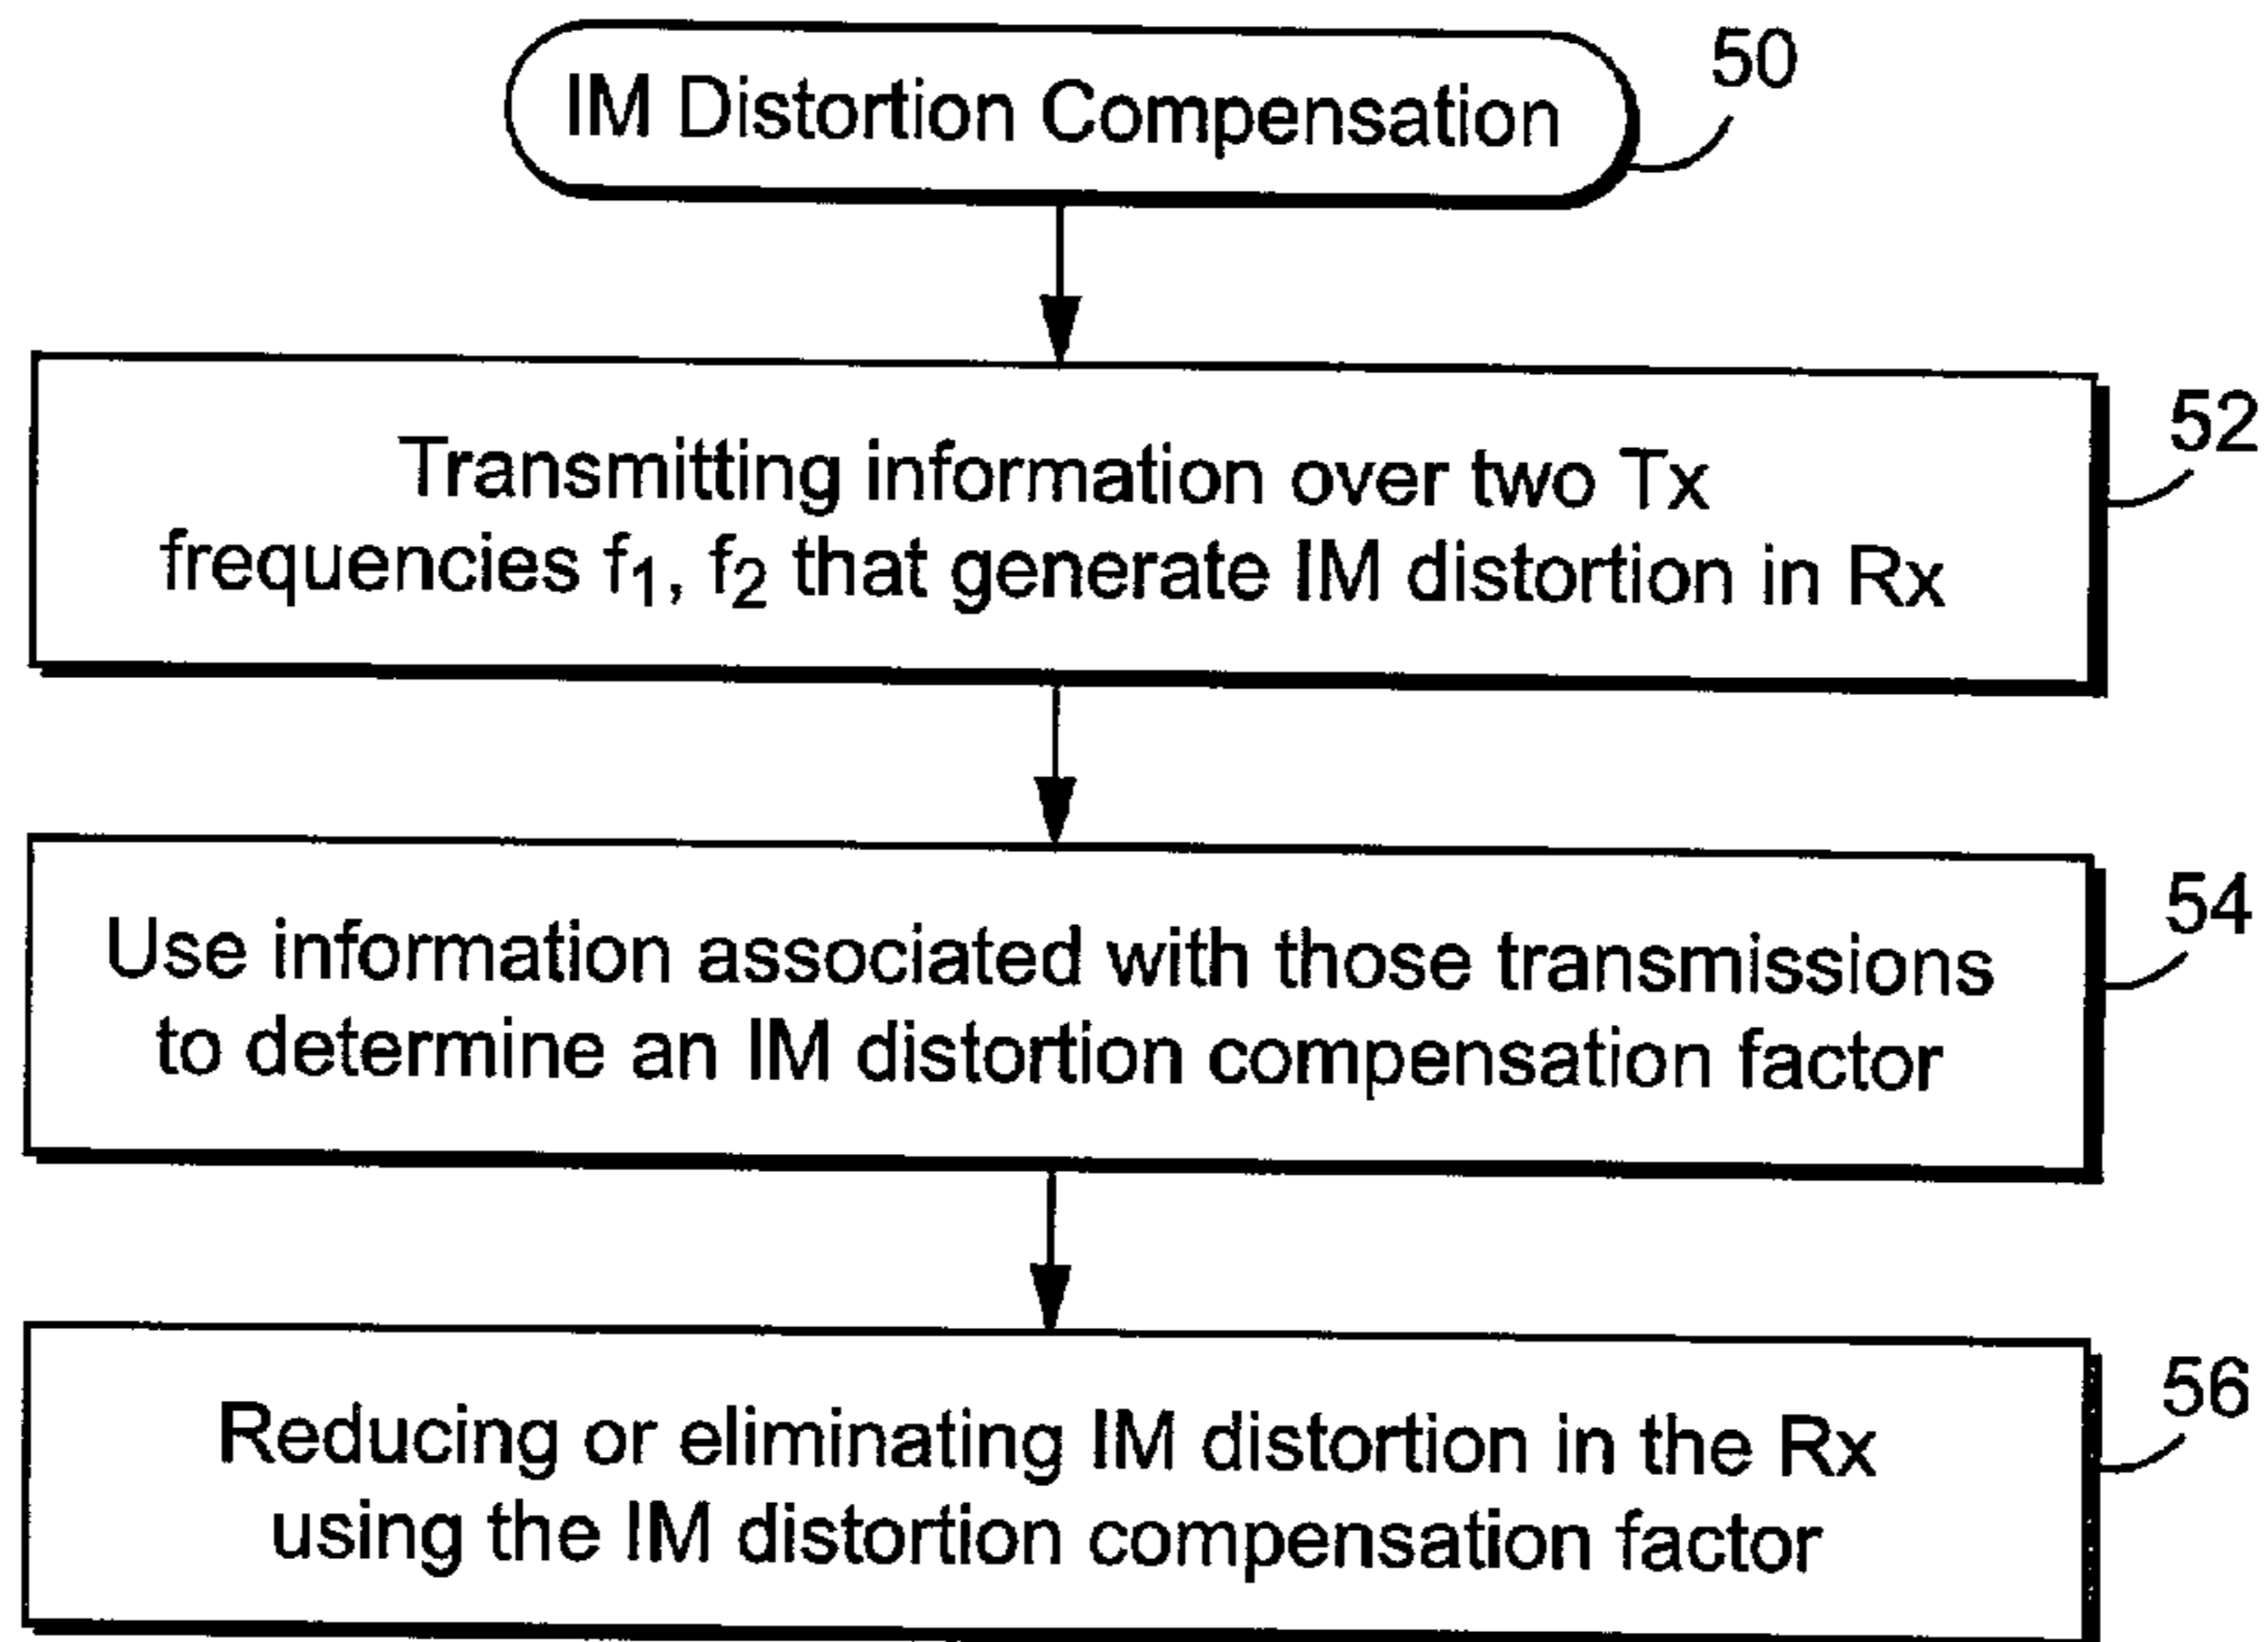 IM Distortion Compensation
50
Transmitting information over two Tx
frequencies f₁, f₂ that generate IM distortion in Rx
52
Use information associated with those transmissions
to determine an IM distortion compensation factor
54
Reducing or eliminating IM distortion in the Rx
using the IM distortion compensation factor
56